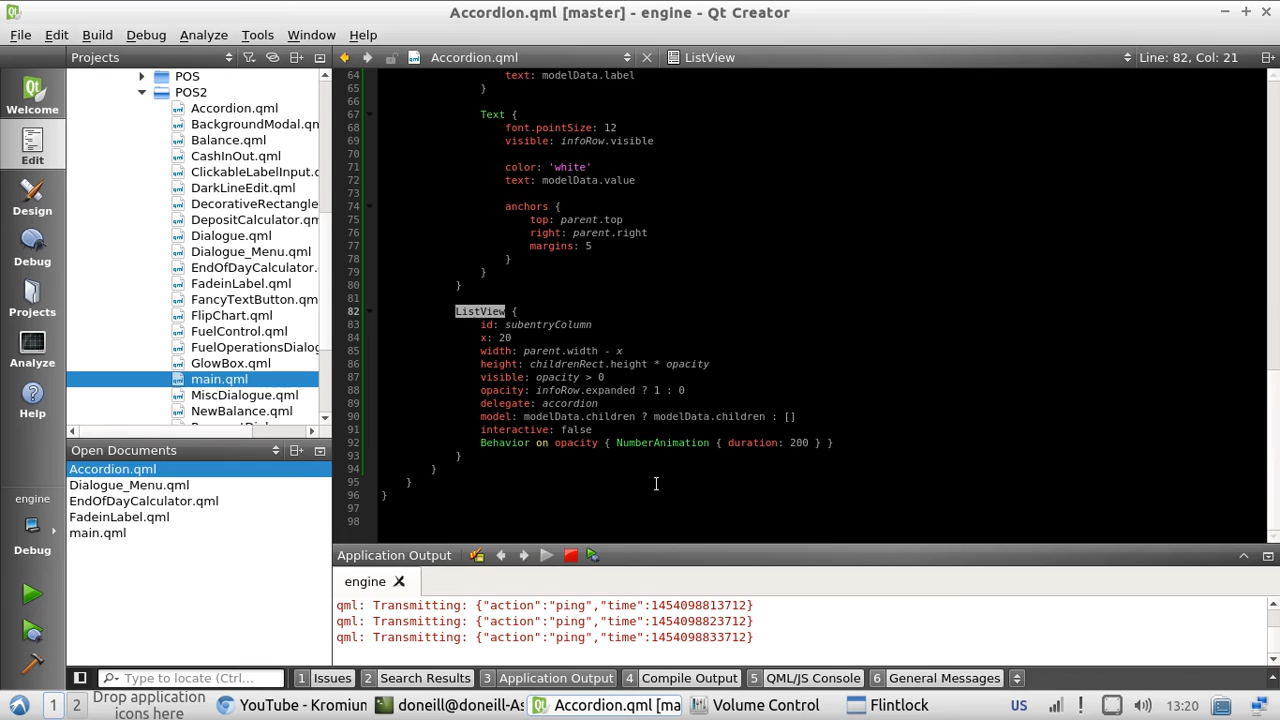 Accordion.qml [master] - engine - Qt Creator
File Edit Build Debug Analyze Tools Window Help
Projects
Accordion.qml
ListView
Line: 82, Col: 21
Welcome
Edit
Design
Debug
Projects
Analyze
Help
engine
Debug
POS
POS2
Accordion.qml
BackgroundModal.qm
Balance.qml
CashInOut.qml
ClickableLabelInput.q
DarkLineEdit.qml
DecorativeRectangle
DepositCalculator.qm
Dialogue.qml
Dialogue_Menu.qml
EndOfDayCalculator.
FadeinLabel.qml
FancyTextButton.qm
FlipChart.qml
FuelControl.qml
FuelOperationsDialog
GlowBox.qml
main.qml
MiscDialogue.qml
NewBalance.qml
Open Documents
Accordion.qml
Dialogue_Menu.qml
EndOfDayCalculator.qml
FadeinLabel.qml
main.qml
64 text: modelData.label
65 }
66
67 Text {
68 font.pointSize: 12
69 visible: infoRow.visible
70
71 color: 'white'
72 text: modelData.value
73
74 anchors {
75 top: parent.top
76 right: parent.right
77 margins: 5
78 }
79 }
80 }
81
82 ListView {
83 id: subentryColumn
84 x: 20
85 width: parent.width - x
86 height: childrenRect.height * opacity
87 visible: opacity > 0
88 opacity: infoRow.expanded ? 1 : 0
89 delegate: accordion
90 model: modelData.children ? modelData.children : []
91 interactive: false
92 Behavior on opacity { NumberAnimation { duration: 200 } }
93 }
94 }
95 }
96 }
97
98
Application Output
engine
qml: Transmitting: {"action":"ping","time":1454098813712}
qml: Transmitting: {"action":"ping","time":1454098823712}
qml: Transmitting: {"action":"ping","time":1454098833712}
Type to locate (Ctrl...
1 Issues 2 Search Results 3 Application Output 4 Compile Output 5 QML/JS Console 6 General Messages
1 2 Drop application
icons here
YouTube - Kromium
doneill@doneill-As
Accordion.qml [ma
Volume Control
Flintlock
US
13:20